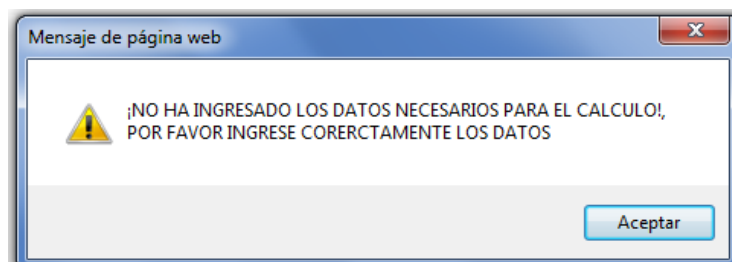 Mensaje de página web
¡NO HA INGRESADO LOS DATOS NECESARIOS PARA EL CALCULO!,
POR FAVOR INGRESE CORERCTAMENTE LOS DATOS
Aceptar